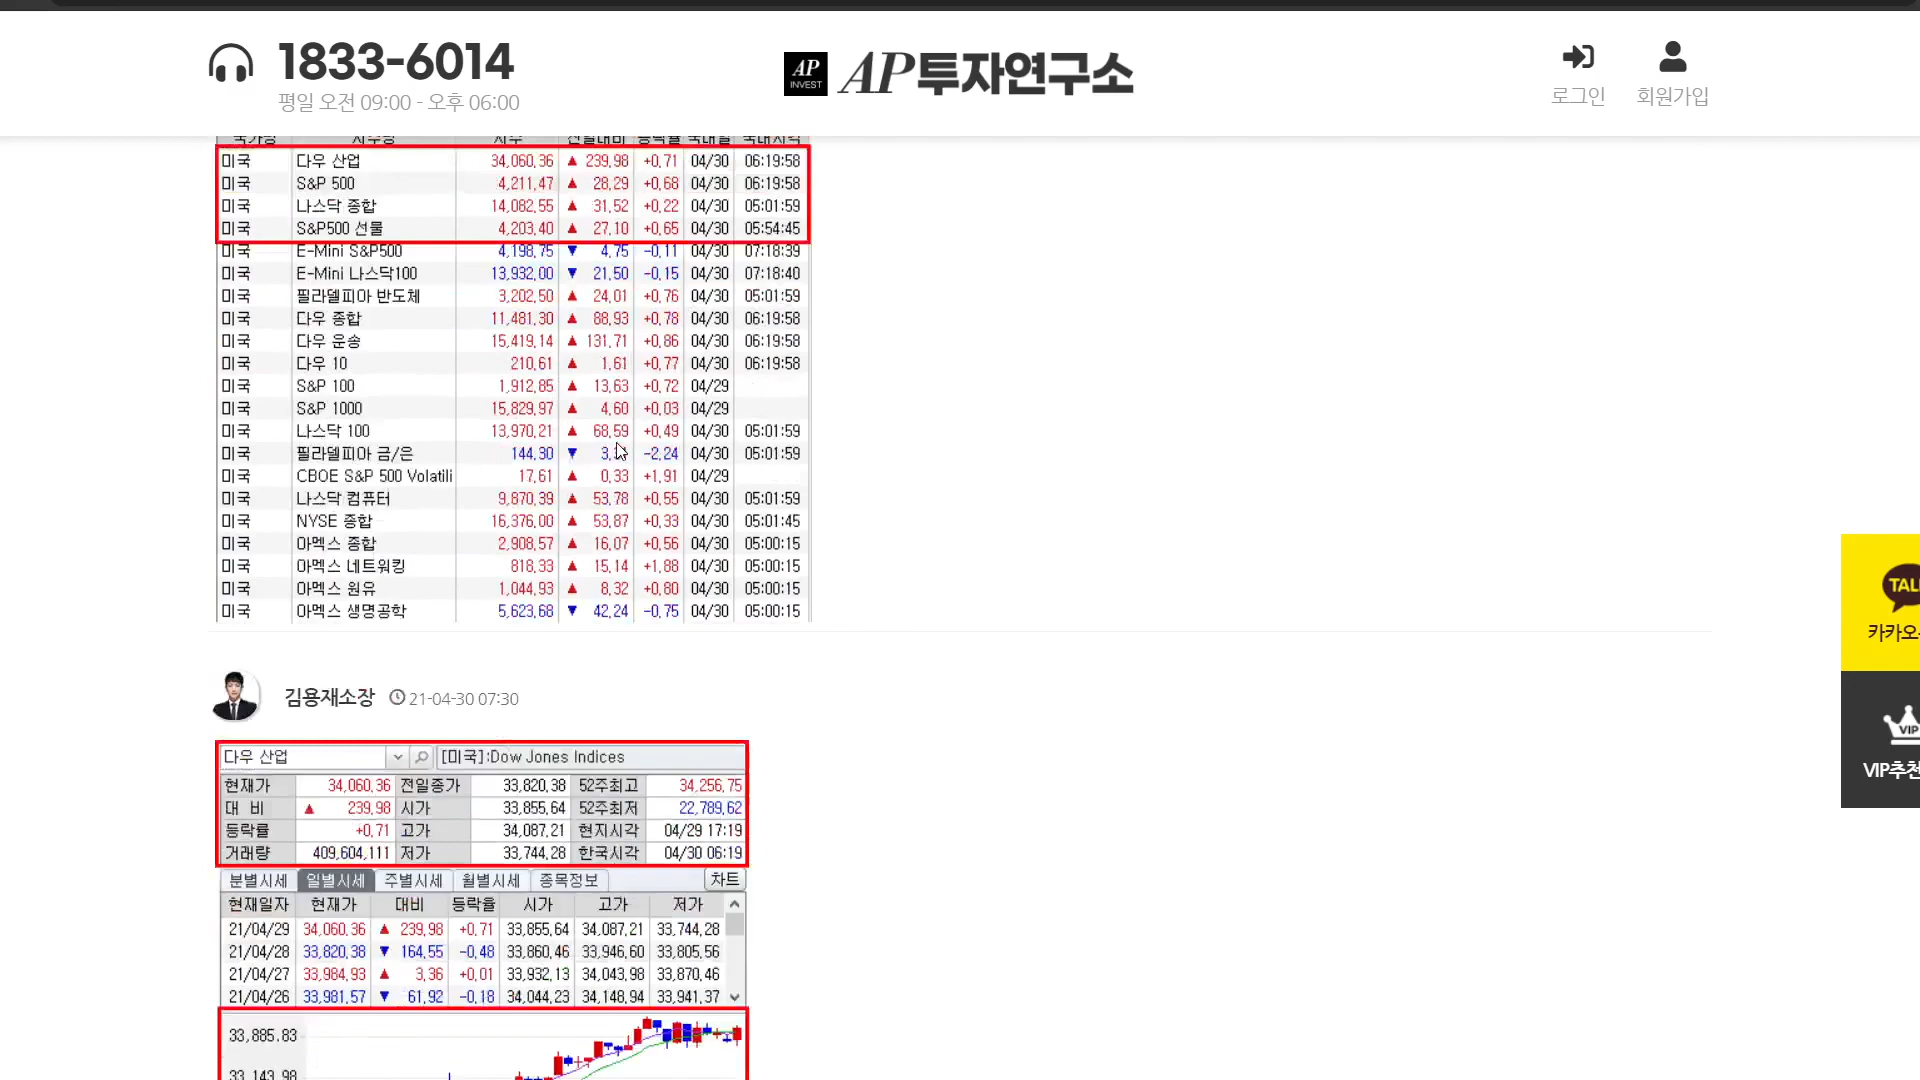 1833-6014
평일 오전 09:00 - 오후 06:00
AP
INVEST
AP투자연구소
로그인
회원가입
국가명 지수명 지수 전일대비 등락률 국내일 국내시각
미국 다우 산업 34,060.36 ▲ 239.98 +0.71 04/30 06:19:58
미국 S&P 500 4,211.47 ▲ 28.29 +0.68 04/30 06:19:58
미국 나스닥 종합 14,082.55 ▲ 31.52 +0.22 04/30 05:01:59
미국 S&P500 선물 4,203.40 ▲ 27.10 +0.65 04/30 05:54:45
미국 E-Mini S&P500 4,198.75 ▼ 4.75 -0.11 04/30 07:18:39
미국 E-Mini 나스닥100 13,932.00 ▼ 21.50 -0.15 04/30 07:18:40
미국 필라델피아 반도체 3,202.50 ▲ 24.01 +0.76 04/30 05:01:59
미국 다우 종합 11,481.30 ▲ 88.93 +0.78 04/30 06:19:58
미국 다우 운송 15,419.14 ▲ 131.71 +0.86 04/30 06:19:58
미국 다우 10 210.61 ▲ 1.61 +0.77 04/30 06:19:58
미국 S&P 100 1,912.85 ▲ 13.63 +0.72 04/29
미국 S&P 1000 15,829.97 ▲ 4.60 +0.03 04/29
미국 나스닥 100 13,970.21 ▲ 68.59 +0.49 04/30 05:01:59
미국 필라델피아 금/은 144.30 ▼ -2.24 04/30 05:01:59
미국 CBOE S&P 500 Volatili 17.61 ▲ 0.33 +1.91 04/29
미국 나스닥 컴퓨터 9,870.39 ▲ 53.78 +0.55 04/30 05:01:59
미국 NYSE 종합 16,376.00 ▲ 53.87 +0.33 04/30 05:01:45
미국 아멕스 종합 2,908.57 ▲ 16.07 +0.56 04/30 05:00:15
미국 아멕스 네트워킹 818.33 ▲ 15.14 +1.88 04/30 05:00:15
미국 아멕스 원유 1,044.93 ▲ 8.32 +0.80 04/30 05:00:15
미국 아멕스 생명공학 5,623.68 ▼ 42.24 -0.75 04/30 05:00:15
TAL
카카오
VIP
VIP추천
김용재소장 21-04-30 07:30
다우 산업 [미국]:Dow Jones Indices
현재가 34,060.36 전일종가 33,820.38 52주최고 34,256.75
대 비 ▲ 239.98 시가 33,855.64 52주최저 22,789.62
등락률 +0.71 고가 34,087.21 현지시각 04/29 17:19
거래량 409,604,111 저가 33,744.28 한국시각 04/30 06:19
분별시세 일별시세 주별시세 월별시세 종목정보 차트
현재일자 현재가 대비 등락율 시가 고가 저가
21/04/29 34,060.36 ▲ 239.98 +0.71 33,855.64 34,087.21 33,744.28
21/04/28 33,820.38 ▼ 164.55 -0.48 33,860.46 33,946.60 33,805.56
21/04/27 33,984.93 ▲ 3.36 +0.01 33,932.13 34,043.98 33,870.46
21/04/26 33,981.57 ▼ 61.92 -0.18 34,044.23 34,148.94 33,941.37
33,885.83
33,143.98